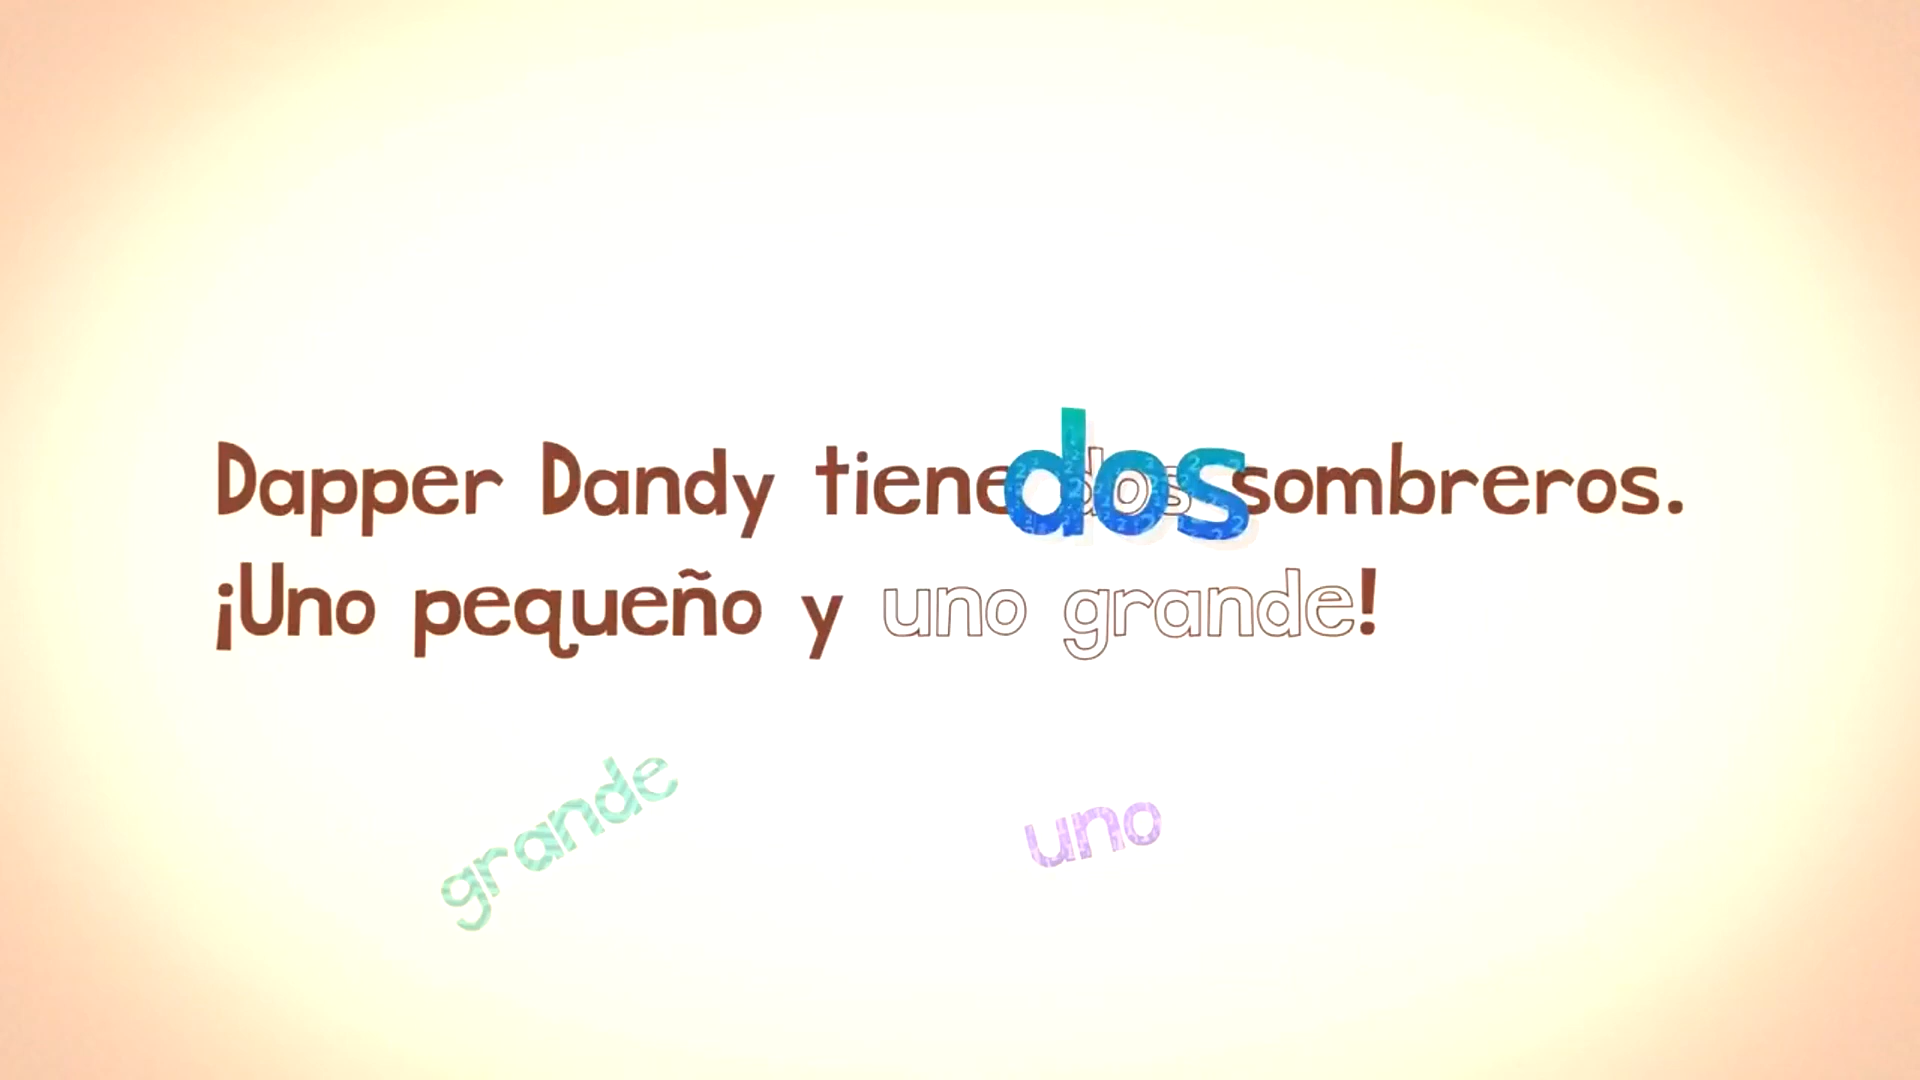 Dapper Dandy tiene dos sombreros.
¡Uno pequeño y uno grande!
grande
uno